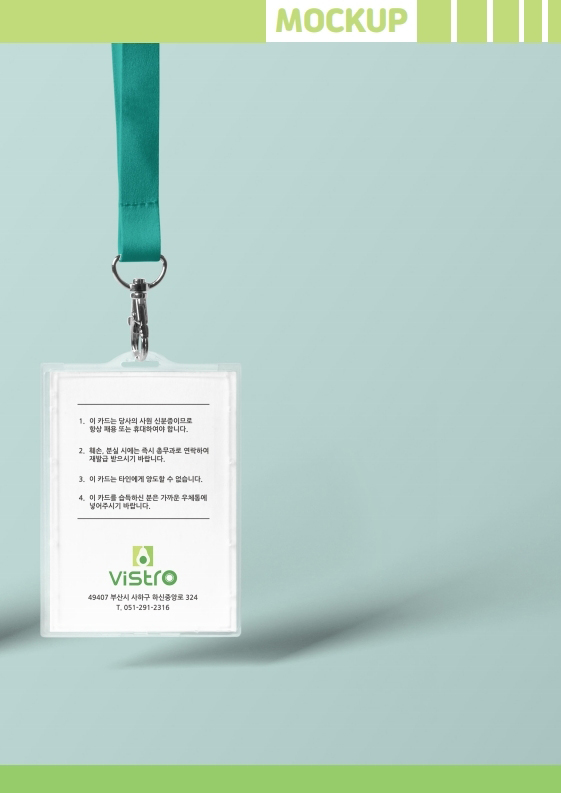 MOCKUP
1. 이 카드는 당사의 사원 신분증이므로
항상 패용 또는 휴대하여야 합니다.
2. 훼손, 분실 시에는 즉시 총무과로 연락하여
재발급 받으시기 바랍니다.
3. 이 카드는 타인에게 양도할 수 없습니다.
4. 이 카드를 습득하신 분은 가까운 우체통에
넣어주시기 바랍니다.
vistro
49407 부산시 사하구 하신중앙로 324
T. 051-291-2316